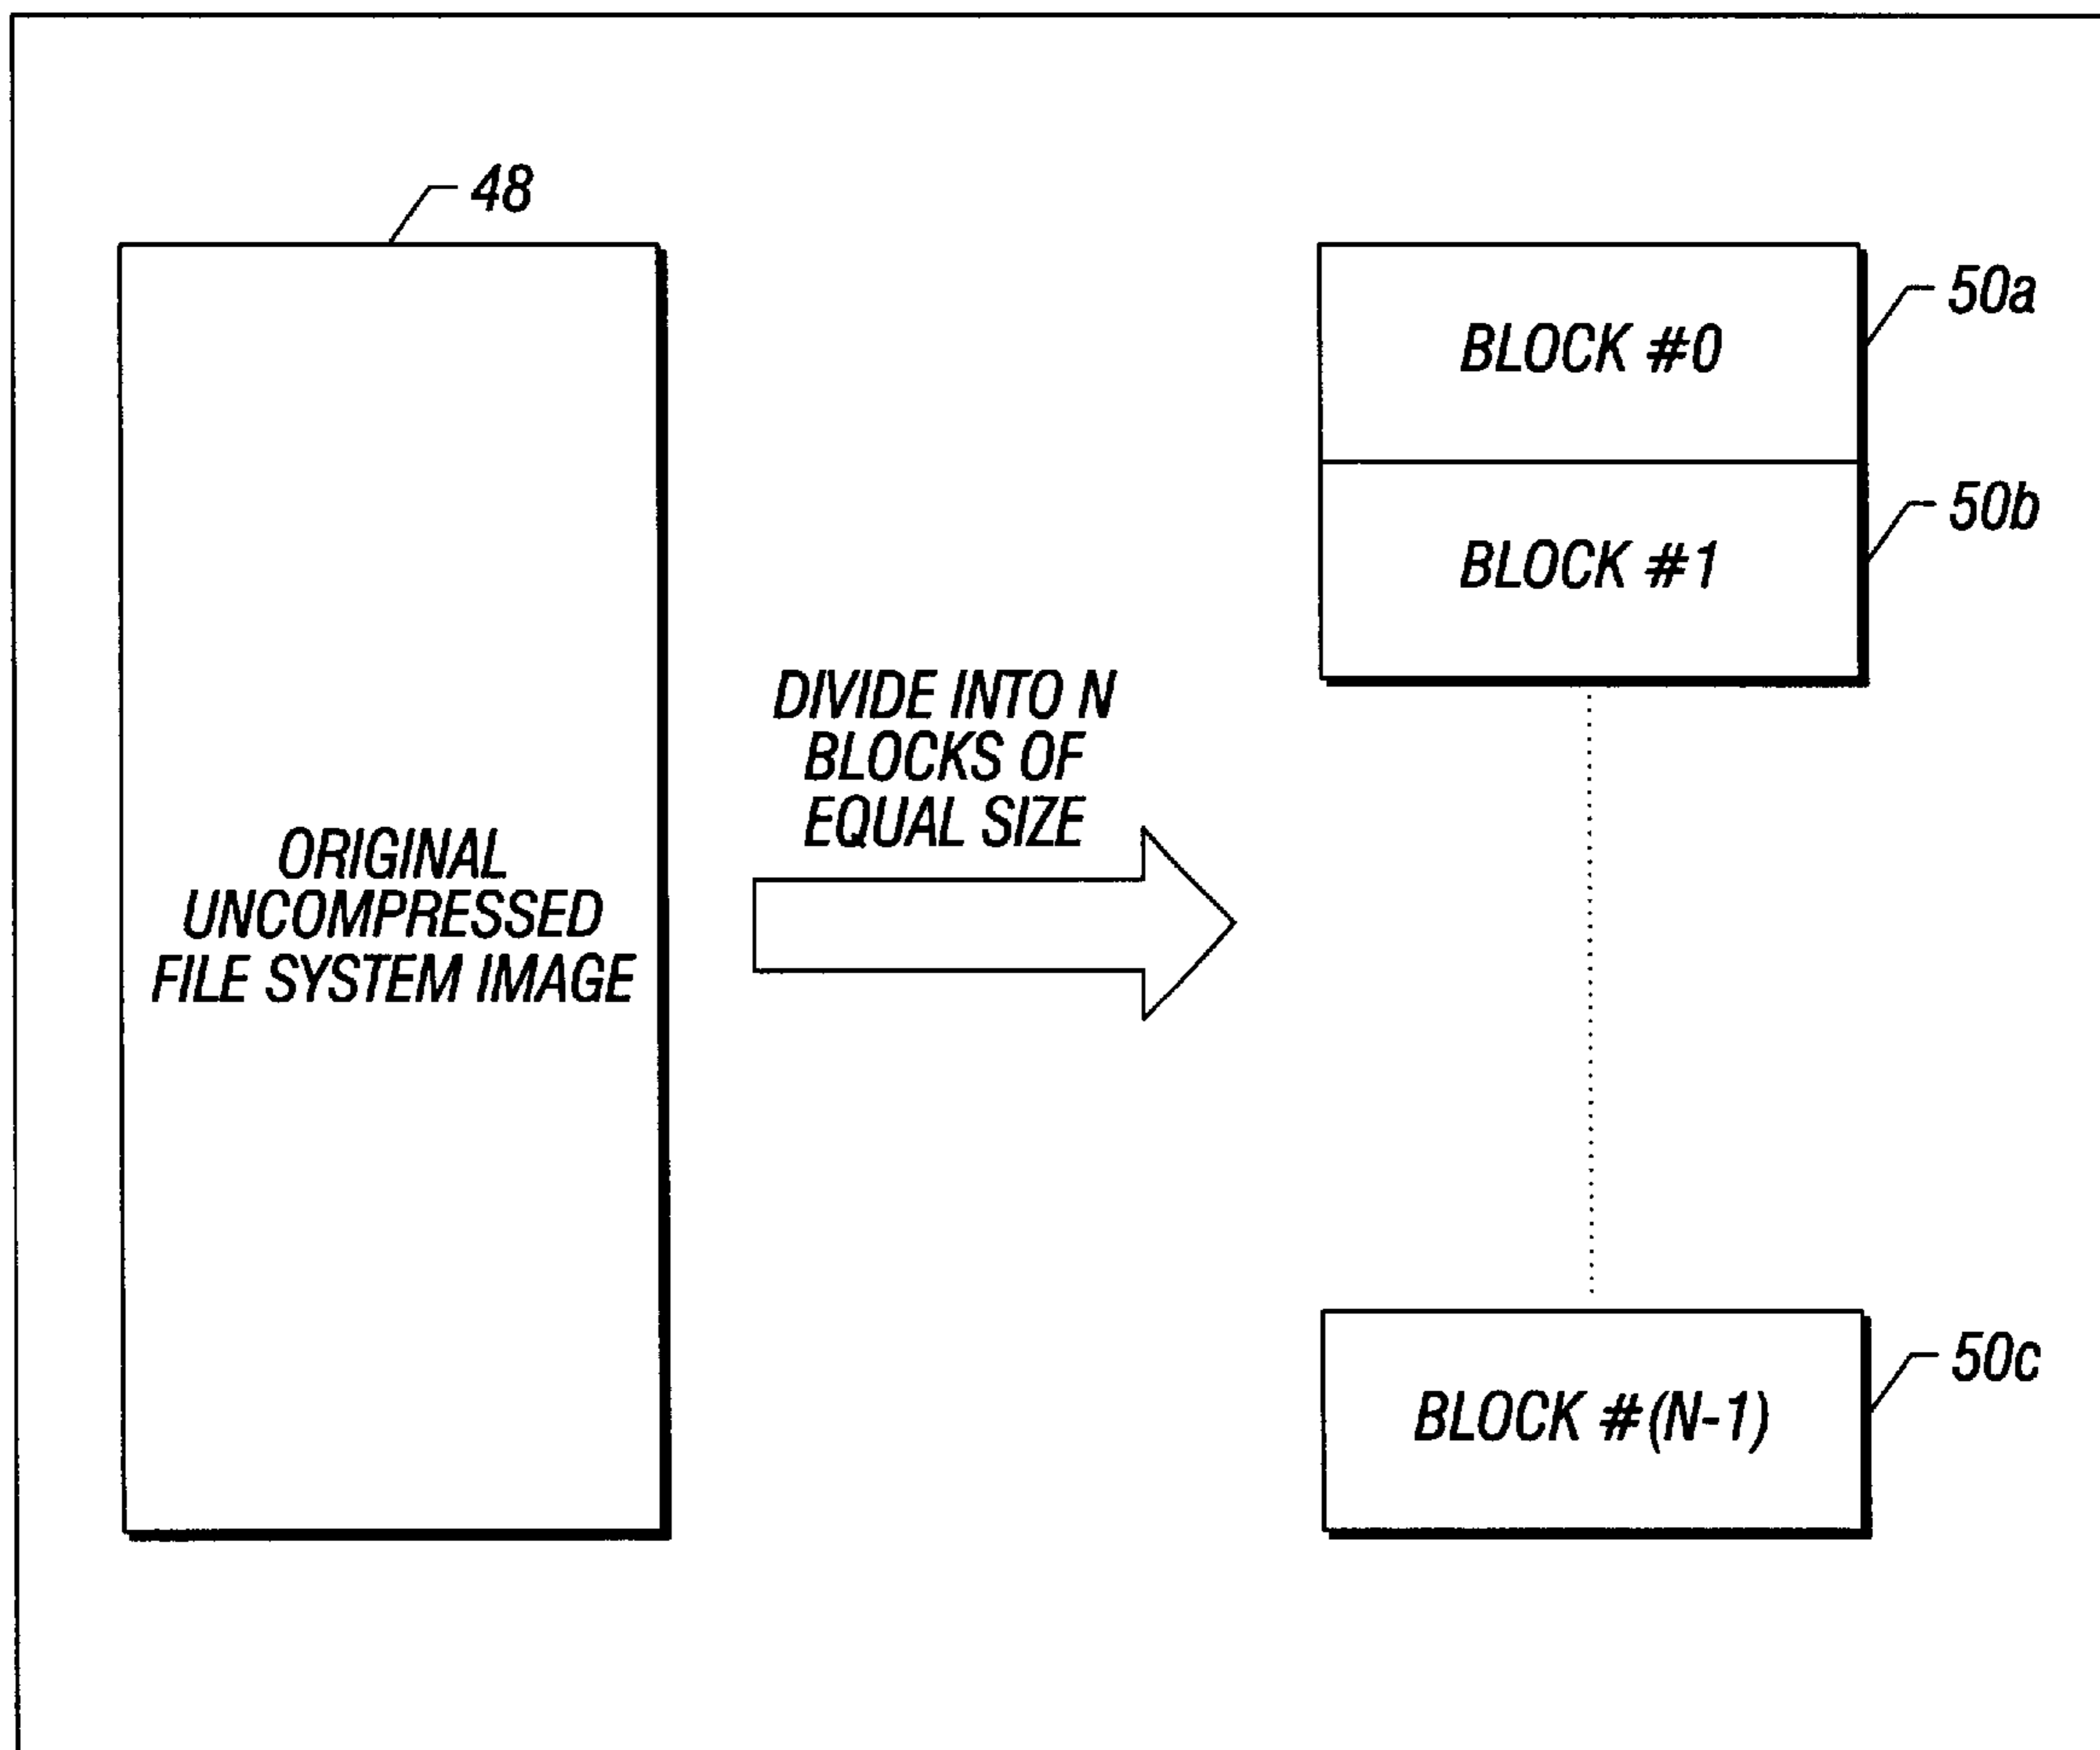 48
ORIGINAL
UNCOMPRESSED
FILE SYSTEM IMAGE
DIVIDE INTO N
BLOCKS OF
EQUAL SIZE
BLOCK #0
50a
BLOCK #1
50b
BLOCK #(N-1)
50c